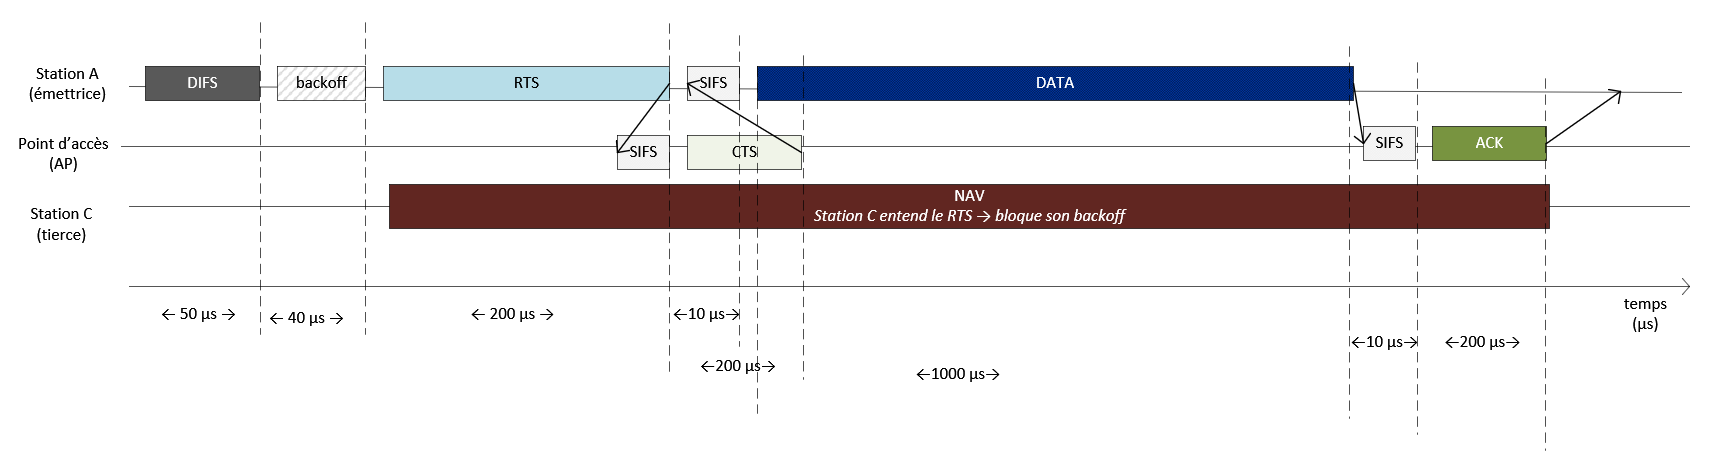 Station A
(émettrice)
DIFS
backoff
RTS
SIFS
DATA
Point d’accès
(AP)
SIFS
CTS
SIFS
ACK
Station C
(tierce)
NAV
Station C entend le RTS → bloque son backoff
← 50 µs →
← 40 µs →
← 200 µs →
←10 µs→
←200 µs→
←1000 µs→
←10 µs→
←200 µs→
temps
(µs)